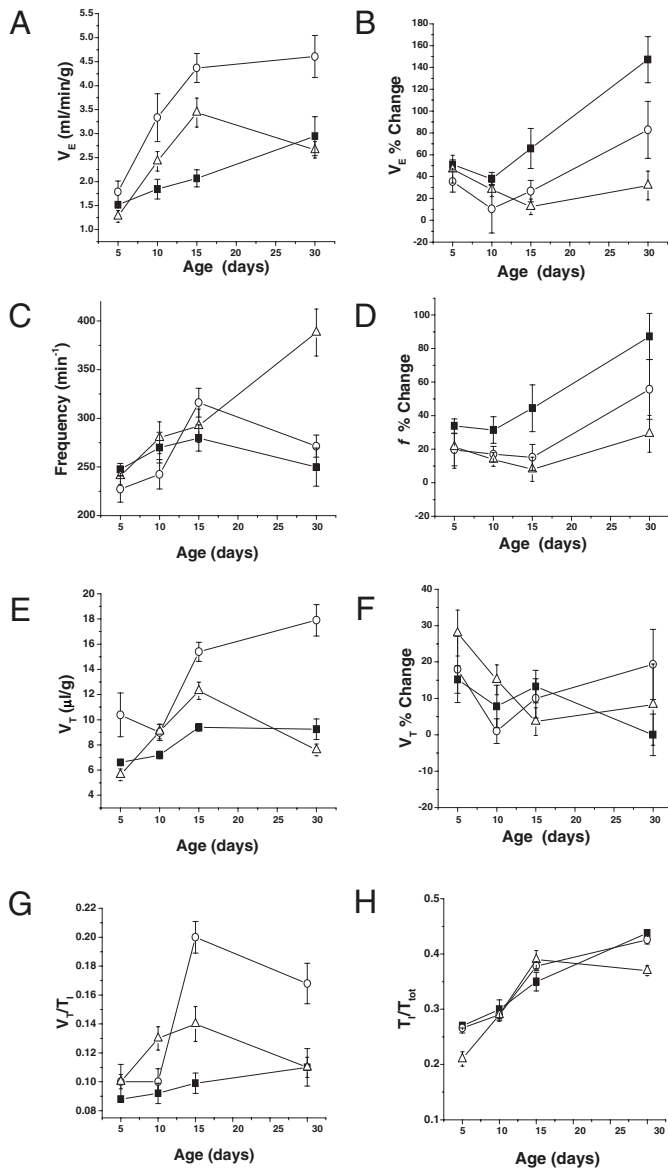 A
V_E (ml/min/g)
5.0
4.5
4.0
3.5
3.0
2.5
2.0
1.5
1.0
5 10 15 20 25 30
Age (days)
B
V_E % Change
180
160
140
120
100
80
60
40
20
0
-20
5 10 15 20 25 30
Age (days)
C
Frequency (min⁻¹)
400
350
300
250
200
5 10 15 20 25 30
Age (days)
D
f % Change
100
80
60
40
20
0
-20
5 10 15 20 25 30
Age (days)
E
V_T (µl/g)
20
18
16
14
12
10
8
6
4
5 10 15 20 25 30
Age (days)
F
V_T % Change
40
30
20
10
0
-10
-20
5 10 15 20 25 30
Age (days)
G
V_T/T_I
0.22
0.20
0.18
0.16
0.14
0.12
0.10
0.08
5 10 15 20 25 30
Age (days)
H
T_I/T_tot
0.5
0.4
0.3
0.2
0.1
5 10 15 20 25 30
Age (days)